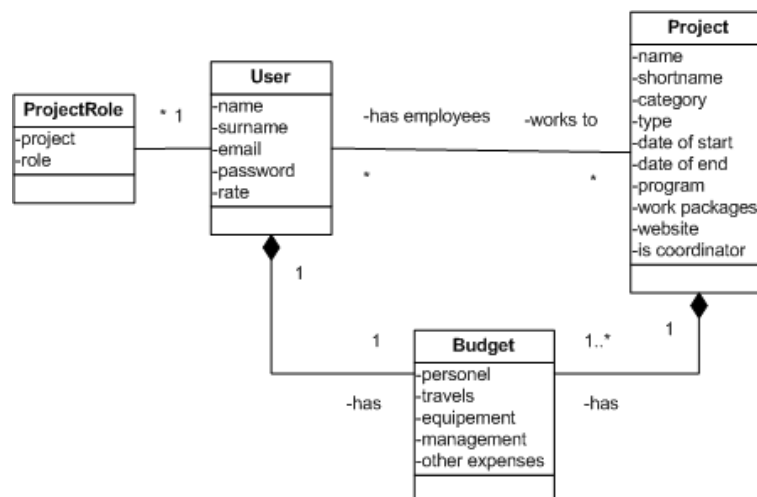 ProjectRole
-project
-role
* 1
User
-name
-surname
-email
-password
-rate
-has employees
-works to
*
*
Project
-name
-shortname
-category
-type
-date of start
-date of end
-program
-work packages
-website
-is coordinator
1
1
-has
Budget
-personel
-travels
-equipement
-management
-other expenses
1..*
1
-has